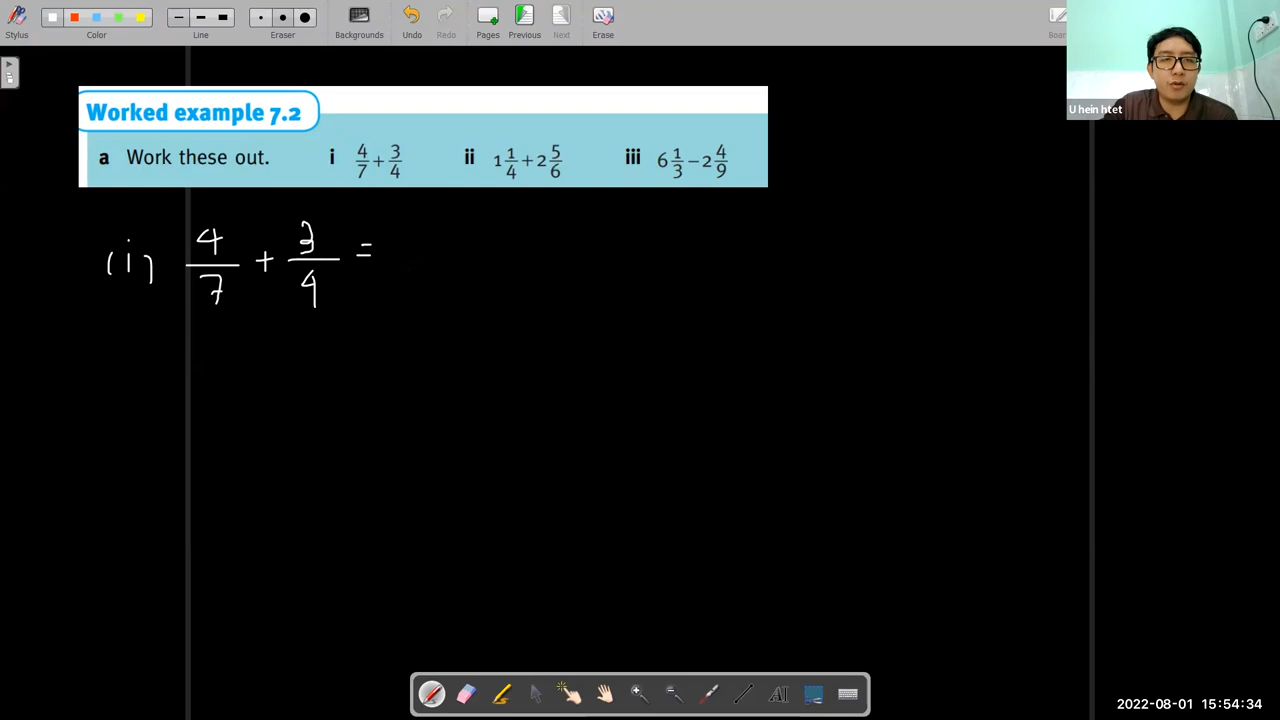 Stylus Color Line Eraser Backgrounds Undo Redo Pages Previous Next Erase
U hein htet
Worked example 7.2
a Work these out. i 4/7 + 3/4 ii 1 1/4 + 2 5/6 iii 6 1/3 − 2 4/9
(i) 4/7 + 3/4 =
AI
2022-08-01 15:54:34